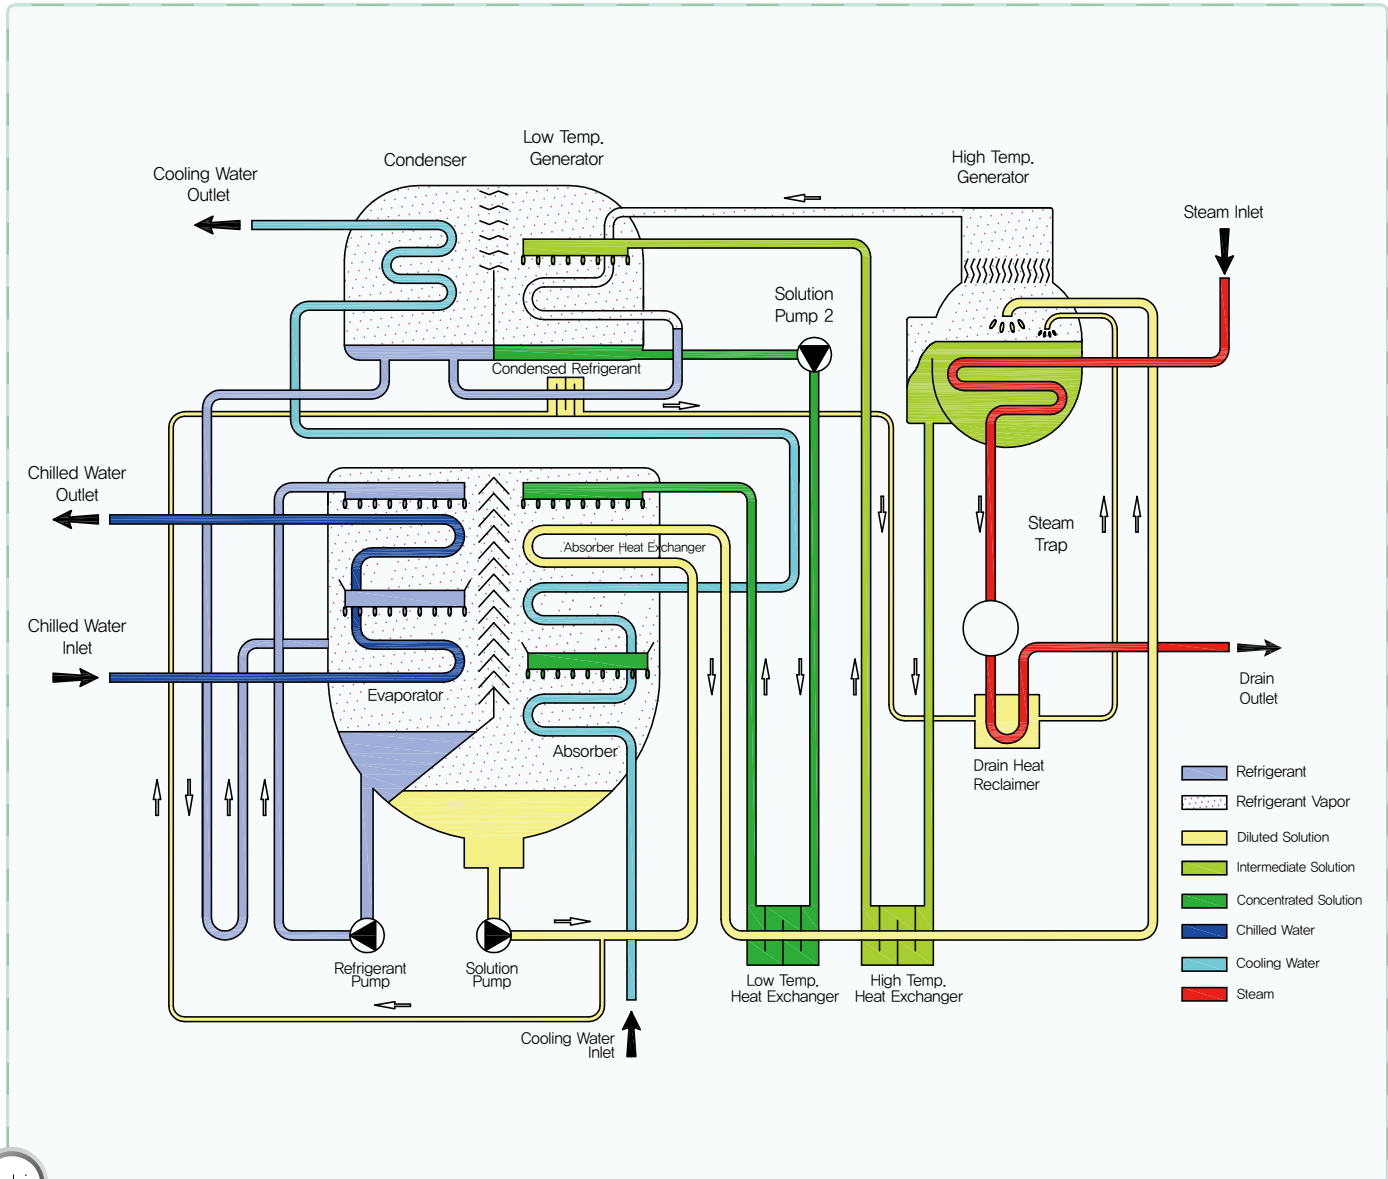 Low Temp.
Generator
Condenser
High Temp.
Generator
Cooling Water
Outlet
Steam Inlet
Solution
Pump 2
Condensed Refrigerant
Chilled Water
Outlet
Steam
Trap
Absorber Heat Exchanger
Chilled Water
Inlet
Evaporator
Drain
Outlet
Absorber
Drain Heat
Reclaimer
Refrigerant
Refrigerant Vapor
Diluted Solution
Intermediate Solution
Concentrated Solution
Chilled Water
Cooling Water
Steam
Refrigerant
Pump
Solution
Pump
Low Temp.
Heat Exchanger
High Temp.
Heat Exchanger
Cooling Water
Inlet